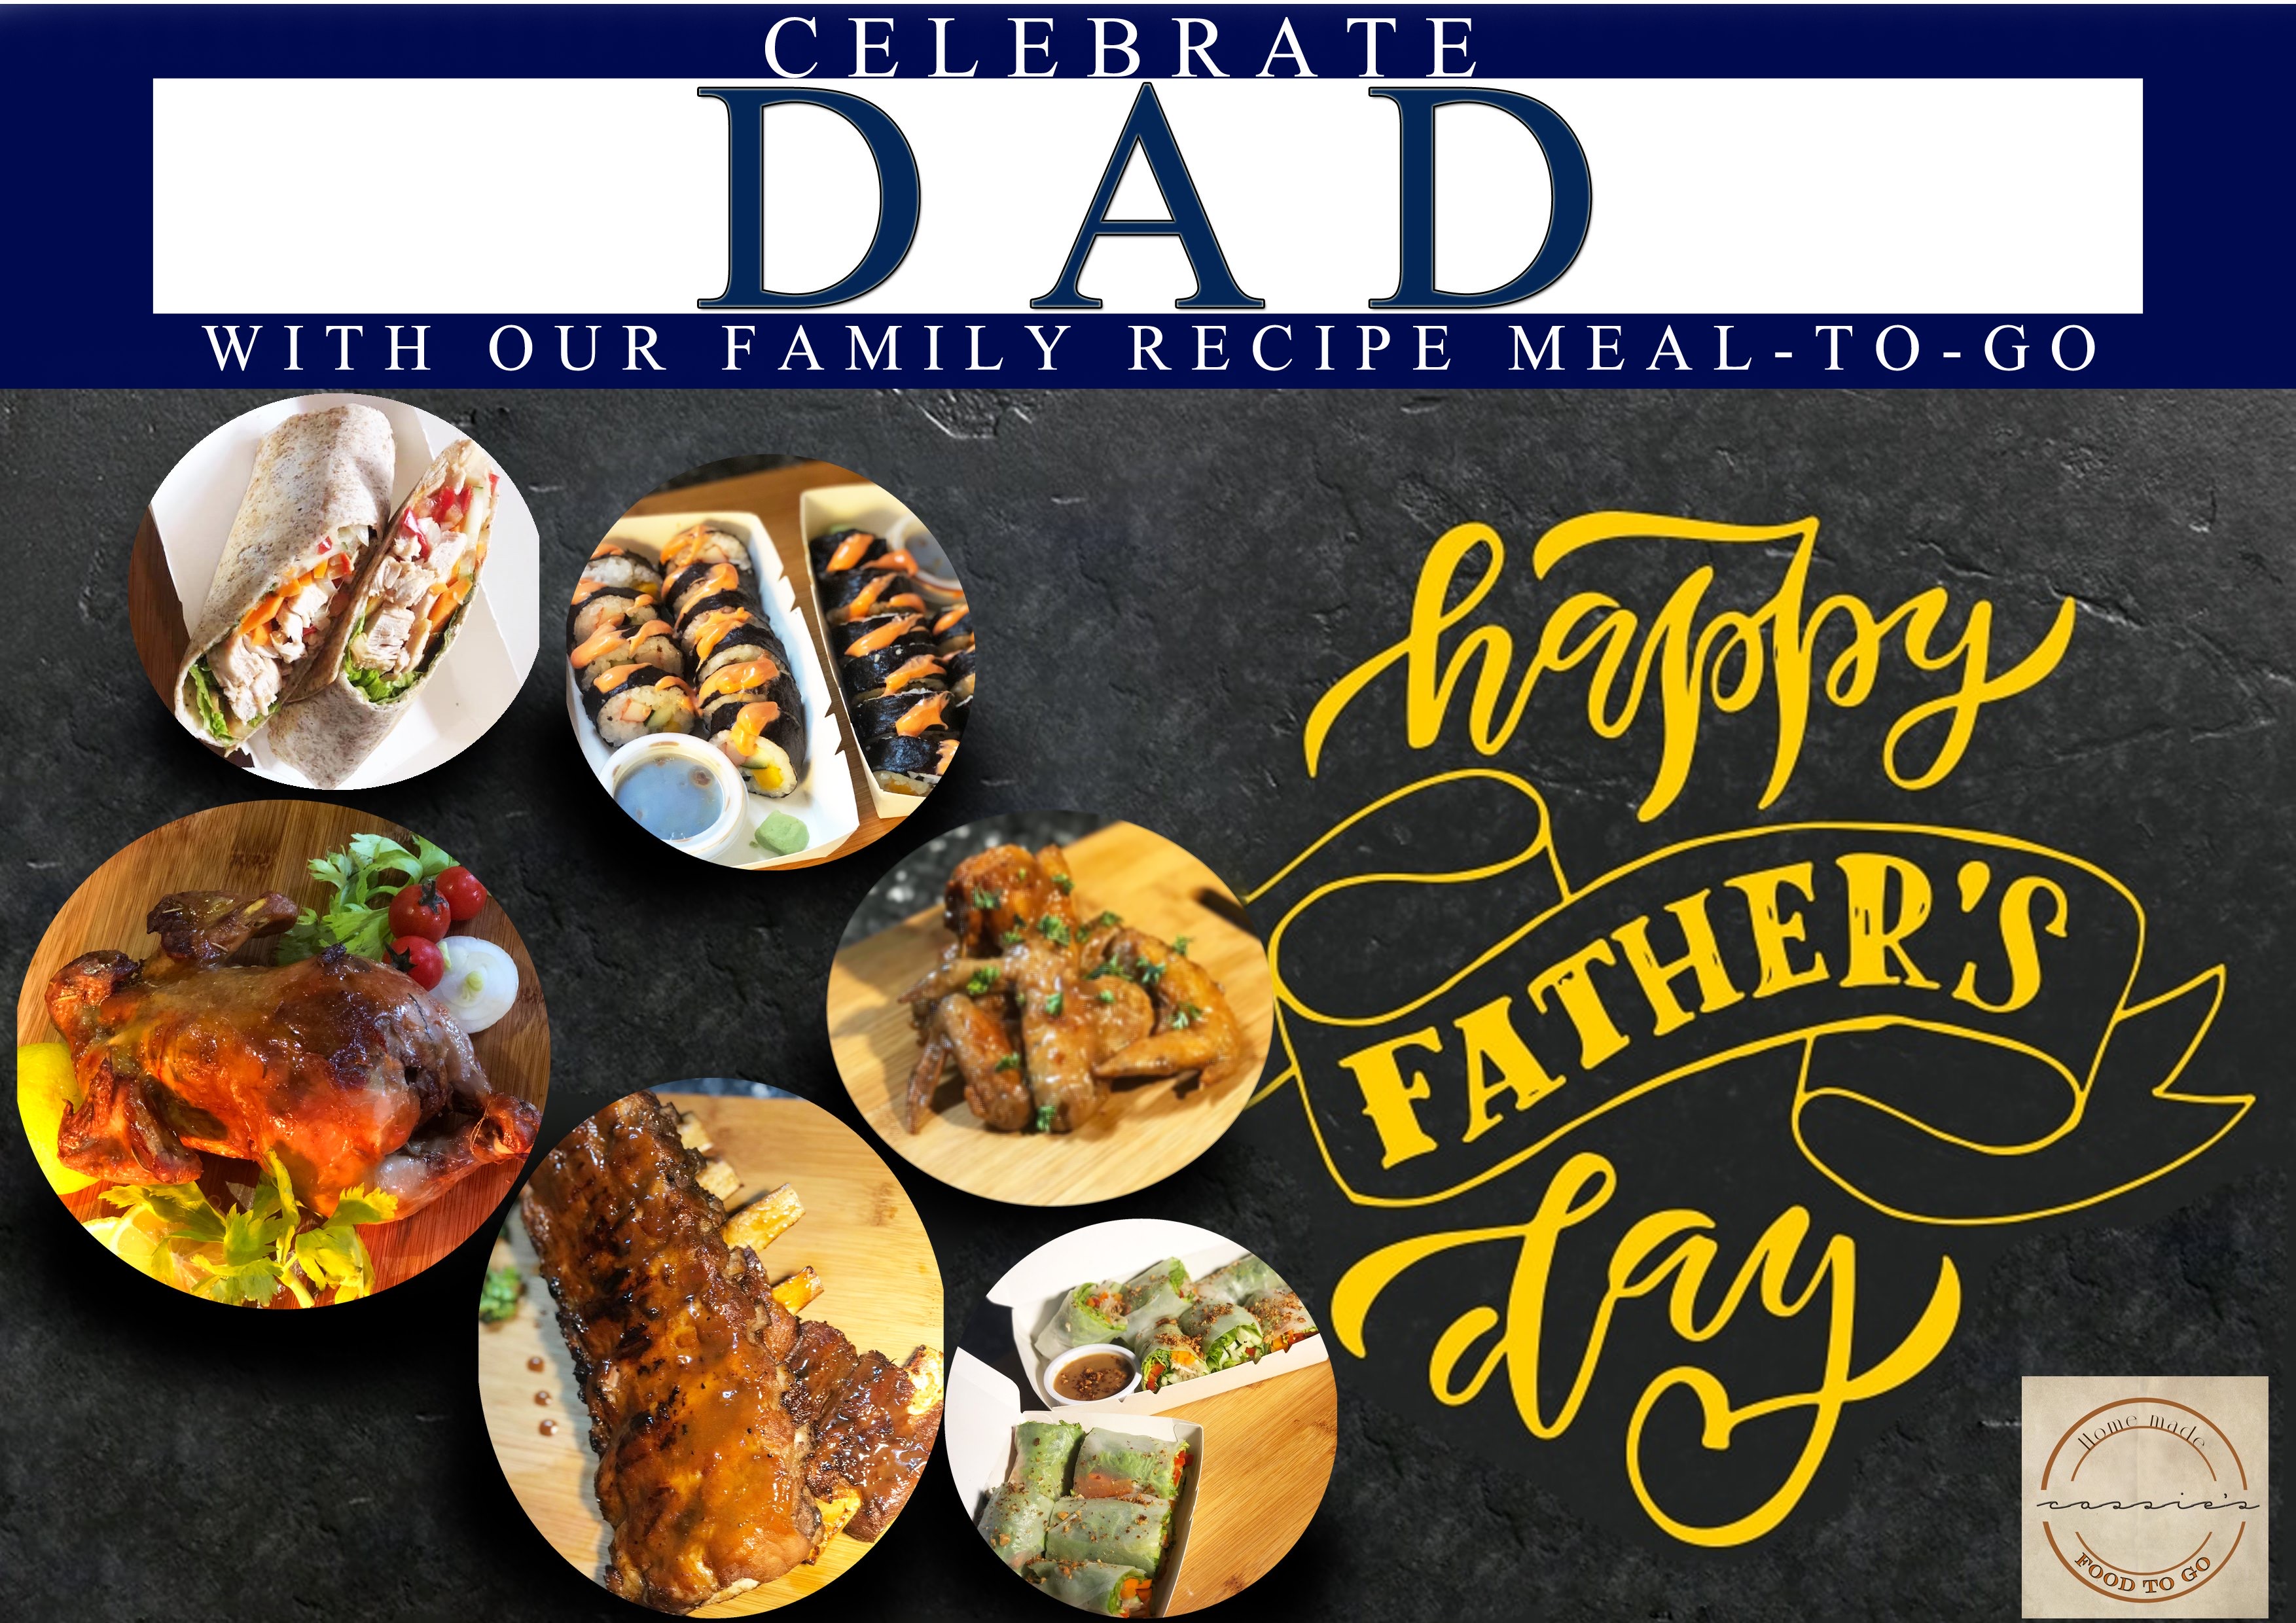 CELEBRATE
DAD
WITH OUR FAMILY RECIPE MEAL-TO-GO
happy
FATHER'S
day
Home made
cassie's
FOOD TO GO